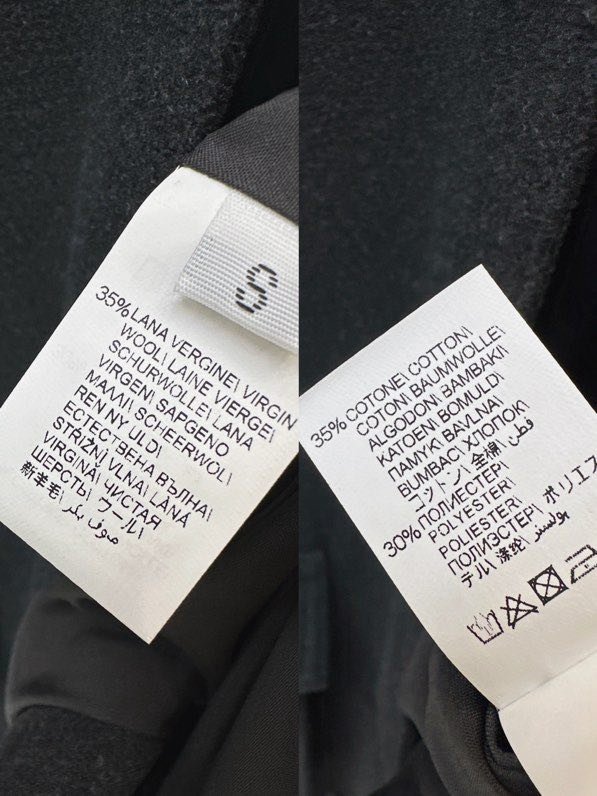 S
35% LANA VERGINE\ VIRGIN
WOOL\ LAINE VIERGE\
SCHURWOLLE\ LANA
VIRGEN\ SAPGENO
MAVVI\ SCHEERWOL\
REN NY ULD\
ЕСТЕСТВЕНА ВЪЛНА\
STRIŽNÍ VLNA\ LANA
VIRGINĂ\ ЧИСТАЯ
ШЕРСТЬ\ ウール\
新羊毛\ صوف بكر
35% COTONE\ COTTON\
COTON\ BAUMWOLLE\
ALGODON\ BAMBAKI\
KATOEN\ BOMULD\
ПАМУК\ BAVLNA\
BUMBAC\ ХЛОПОК\
コットン\ 全棉\ قطن
30% ПОЛИЕСТЕР\
POLYESTER\
POLIESTER\
ПОЛИЭСТЕР\ ポリエス
テル\ 涤纶\ بوليستر